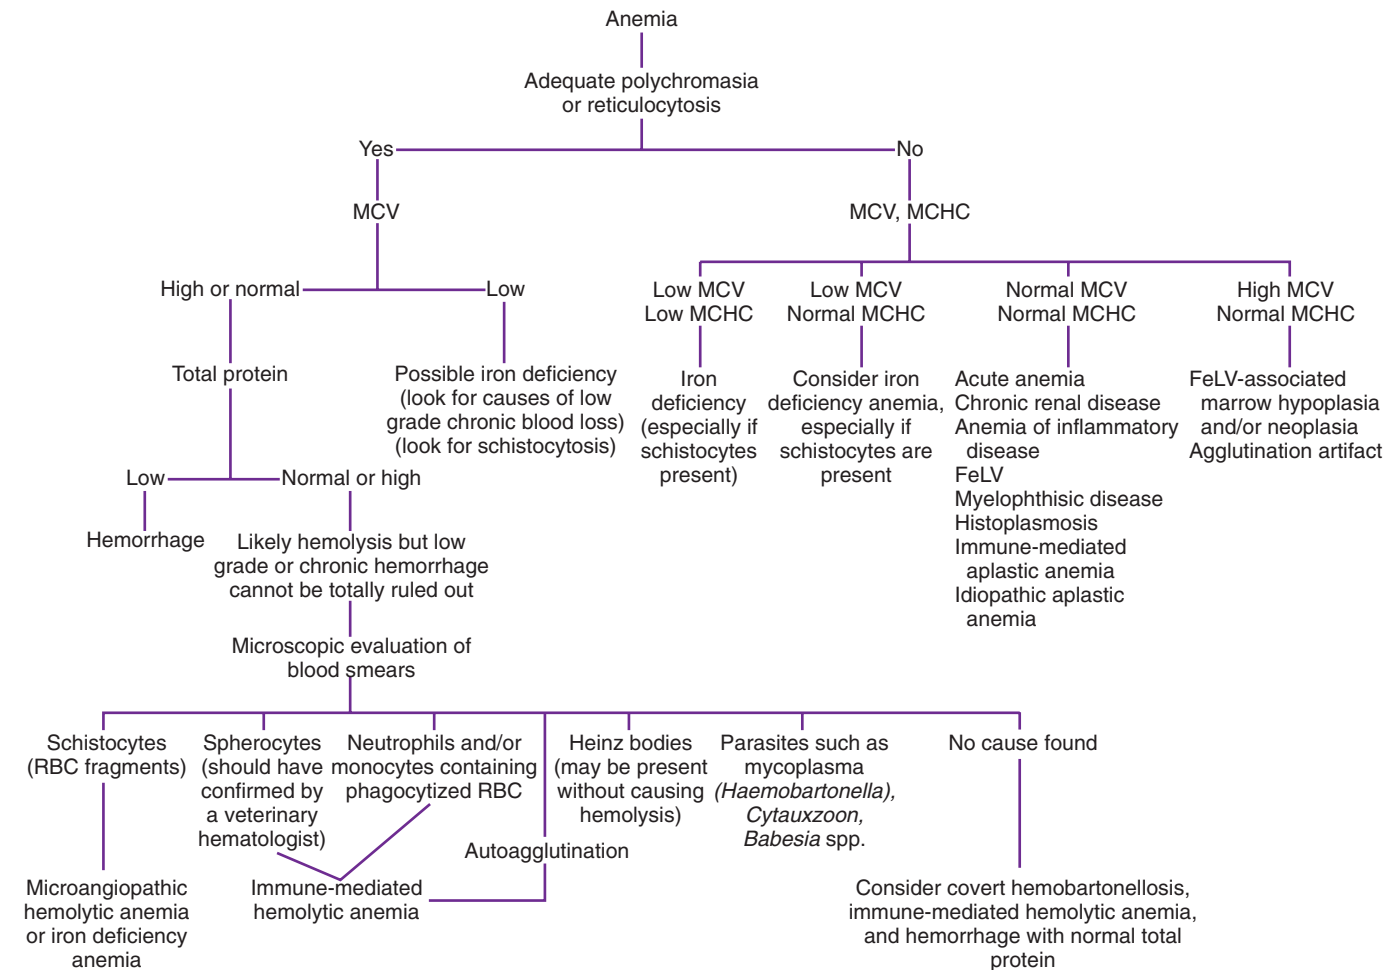 Anemia
Adequate polychromasia
or reticulocytosis
Yes
No
MCV
MCV, MCHC
High or normal
Low
Low MCV
Low MCHC
Low MCV
Normal MCHC
Normal MCV
Normal MCHC
High MCV
Normal MCHC
Total protein
Possible iron deficiency
(look for causes of low
grade chronic blood loss)
(look for schistocytosis)
Iron
deficiency
(especially if
schistocytes
present)
Consider iron
deficiency anemia,
especially if
schistocytes are
present
Acute anemia
Chronic renal disease
Anemia of inflammatory
disease
FeLV
Myelophthisic disease
Histoplasmosis
Immune-mediated
aplastic anemia
Idiopathic aplastic
anemia
FeLV-associated
marrow hypoplasia
and/or neoplasia
Agglutination artifact
Low
Normal or high
Hemorrhage
Likely hemolysis but low
grade or chronic hemorrhage
cannot be totally ruled out
Microscopic evaluation of
blood smears
Schistocytes
(RBC fragments)
Spherocytes
(should have
confirmed by
a veterinary
hematologist)
Neutrophils and/or
monocytes containing
phagocytized RBC
Autoagglutination
Heinz bodies
(may be present
without causing
hemolysis)
Parasites such as
mycoplasma
(Haemobartonella),
Cytauxzoon,
Babesia spp.
No cause found
Microangiopathic
hemolytic anemia
or iron deficiency
anemia
Immune-mediated
hemolytic anemia
Consider covert hemobartonellosis,
immune-mediated hemolytic anemia,
and hemorrhage with normal total
protein